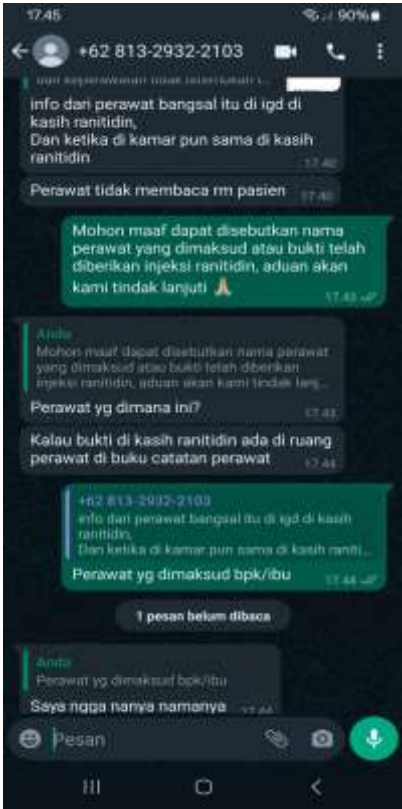 17.45
90%
+62 813-2932-2103
info dari perawat bangsal itu di igd di
kasih ranitidin,
Dan ketika di kamar pun sama di kasih
ranitidin
17.40
Perawat tidak membaca rm pasien
17.40
Mohon maaf dapat disebutkan nama
perawat yang dimaksud atau bukti telah
diberikan injeksi ranitidin, aduan akan
kami tindak lanjuti 🙏🏼
17.43
Anda
Mohon maaf dapat disebutkan nama perawat
yang dimaksud atau bukti telah diberikan
injeksi ranitidin, aduan akan kami tindak lanj...
Perawat yg dimana ini?
17.44
Kalau bukti di kasih ranitidin ada di ruang
perawat di buku catatan perawat
17.44
+62 813-2932-2103
info dari perawat bangsal itu di igd di kasih
ranitidin,
Dan ketika di kamar pun sama di kasih raniti...
Perawat yg dimaksud bpk/ibu
17.44
1 pesan belum dibaca
Anda
Perawat yg dimaksud bpk/ibu
Saya ngga nanya namanya
17.44
Pesan